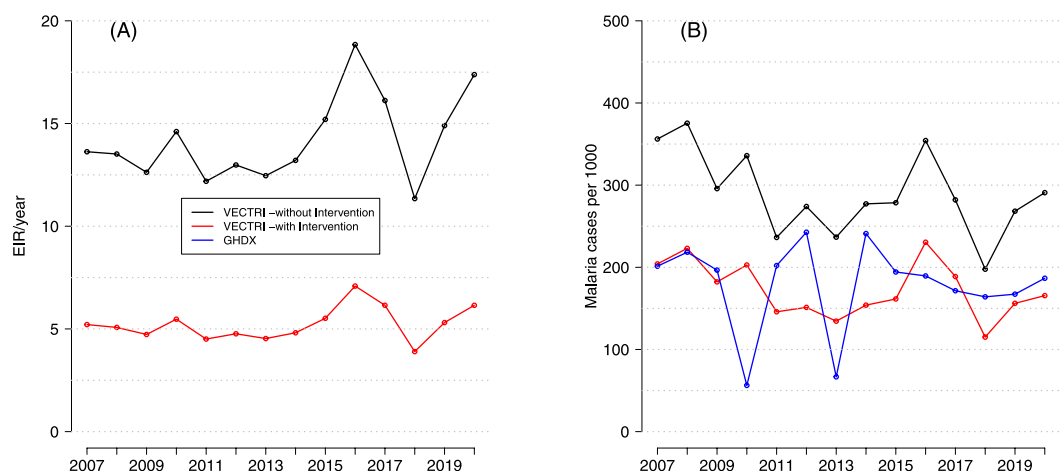 (A)
EIR/year
20
15
10
5
0
VECTRI -without Intervention
VECTRI -with Intervention
GHDX
2007 2009 2011 2013 2015 2017 2019
(B)
Malaria cases per 1000
500
400
300
200
100
0
2007 2009 2011 2013 2015 2017 2019